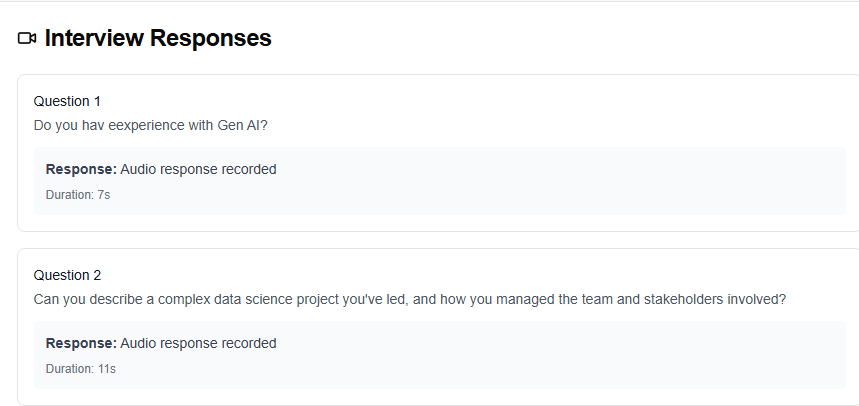 Interview Responses
Question 1
Do you hav eexperience with Gen AI?
Response: Audio response recorded
Duration: 7s
Question 2
Can you describe a complex data science project you've led, and how you managed the team and stakeholders involved?
Response: Audio response recorded
Duration: 11s